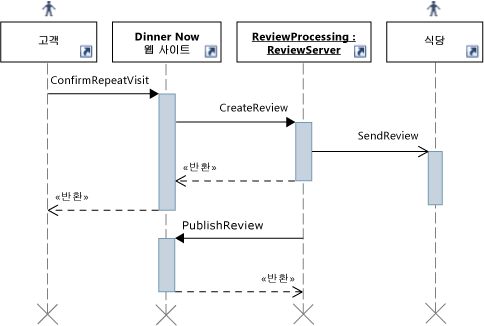 고객
Dinner Now
웹 사이트
ReviewProcessing :
ReviewServer
식당
ConfirmRepeatVisit
CreateReview
SendReview
«반환»
«반환»
PublishReview
«반환»